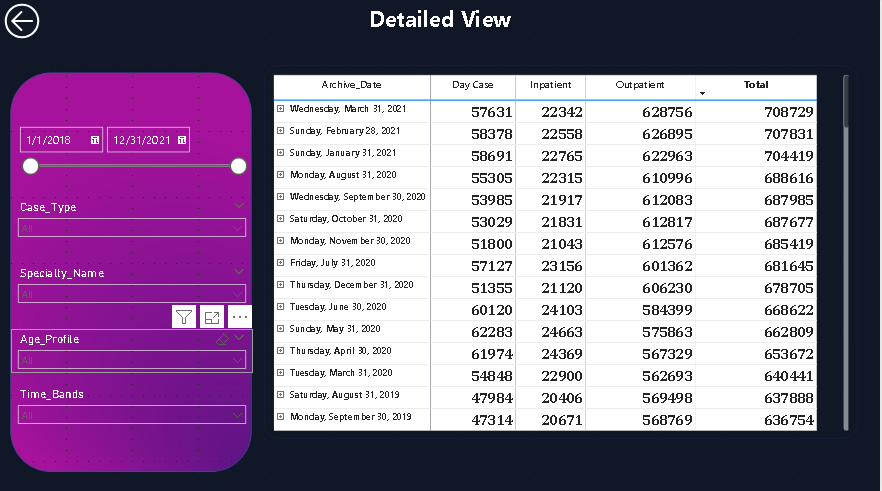 Detailed View
1/1/2018 12/31/2021
Case_Type
All
Specialty_Name
All
Age_Profile
All
Time_Bands
All
Archive_Date Day Case Inpatient Outpatient Total
Wednesday, March 31, 2021 57631 22342 628756 708729
Sunday, February 28, 2021 58378 22558 626895 707831
Sunday, January 31, 2021 58691 22765 622963 704419
Monday, August 31, 2020 55305 22315 610996 688616
Wednesday, September 30, 2020 53985 21917 612083 687985
Saturday, October 31, 2020 53029 21831 612817 687677
Monday, November 30, 2020 51800 21043 612576 685419
Friday, July 31, 2020 57127 23156 601362 681645
Thursday, December 31, 2020 51355 21120 606230 678705
Tuesday, June 30, 2020 60120 24103 584399 668622
Sunday, May 31, 2020 62283 24663 575863 662809
Thursday, April 30, 2020 61974 24369 567329 653672
Tuesday, March 31, 2020 54848 22900 562693 640441
Saturday, August 31, 2019 47984 20406 569498 637888
Monday, September 30, 2019 47314 20671 568769 636754